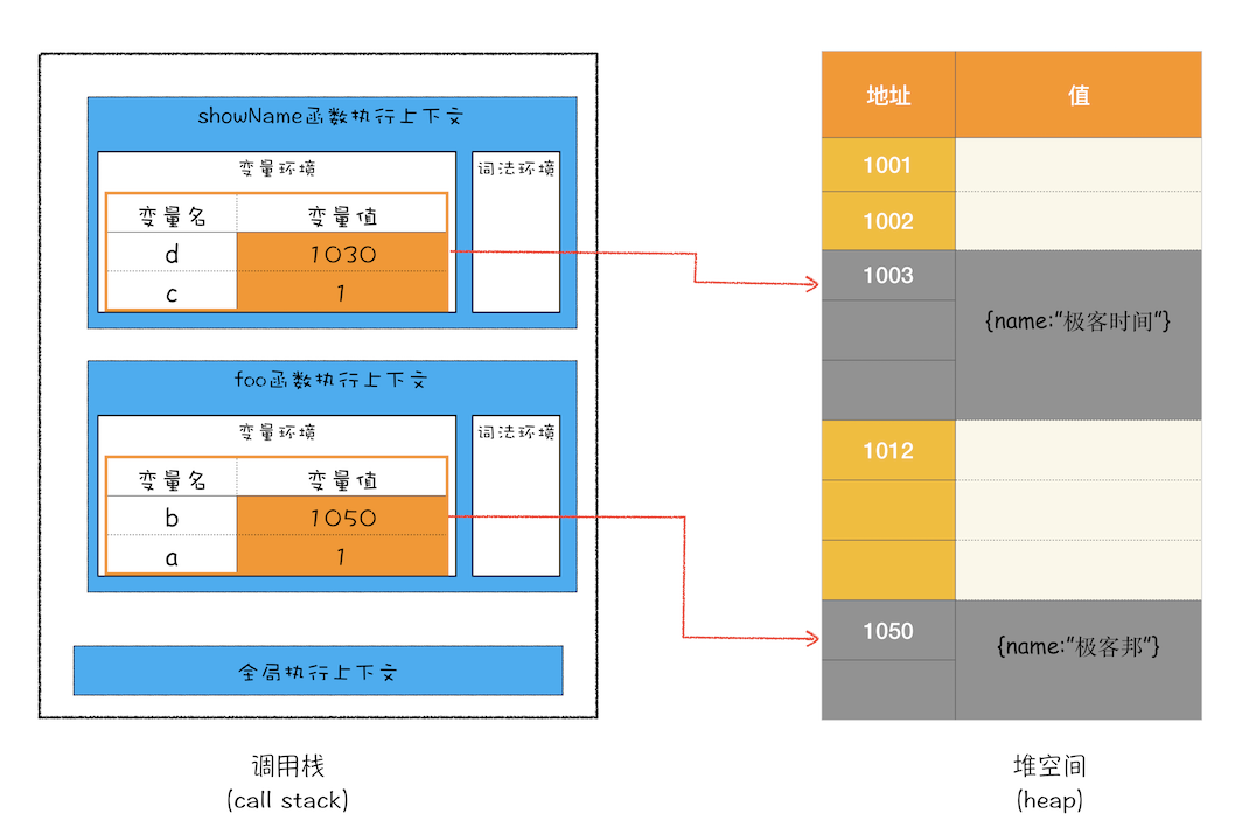 showName函数执行上下文
变量环境
词法环境
变量名 变量值
d 1030
c 1
foo函数执行上下文
变量环境
词法环境
变量名 变量值
b 1050
a 1
全局执行上下文
调用栈
(call stack)
地址 值
1001
1002
1003
{name:"极客时间"}
1012
1050
{name:"极客邦"}
堆空间
(heap)